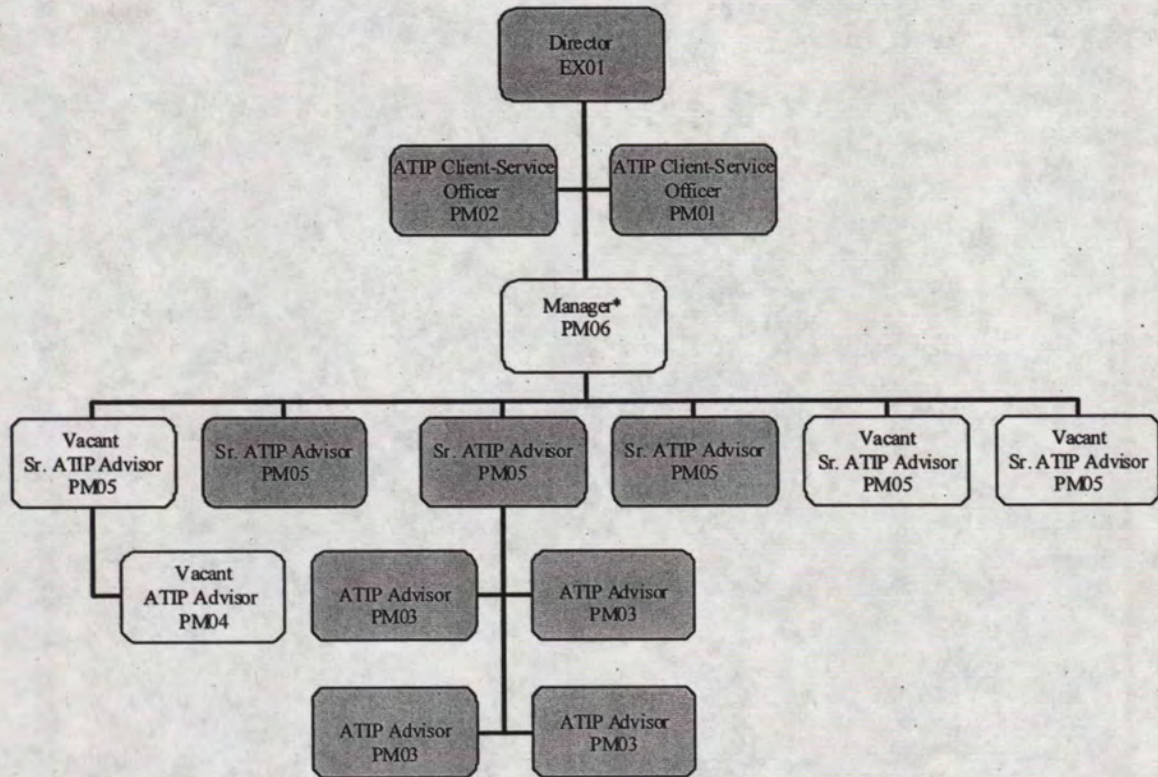 Director
EX01
ATIP Client-Service
Officer
PM02
ATIP Client-Service
Officer
PM01
Manager*
PM06
Vacant
Sr. ATIP Advisor
PM05
Sr. ATIP Advisor
PM05
Sr. ATIP Advisor
PM05
Sr. ATIP Advisor
PM05
Vacant
Sr. ATIP Advisor
PM05
Vacant
Sr. ATIP Advisor
PM05
Vacant
ATIP Advisor
PM04
ATIP Advisor
PM03
ATIP Advisor
PM03
ATIP Advisor
PM03
ATIP Advisor
PM03